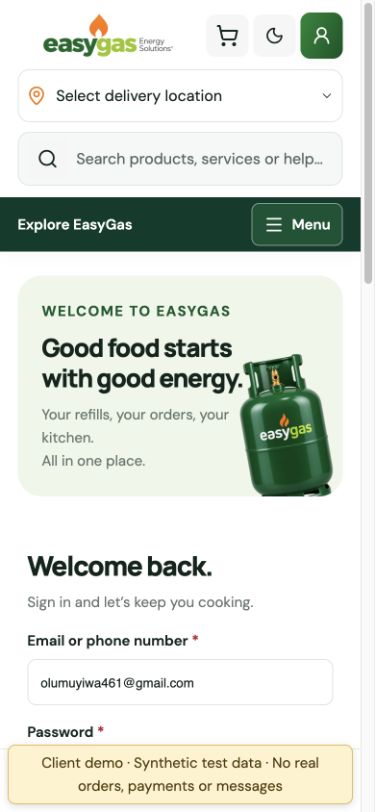 easygas Energy Solutions
Select delivery location
Search products, services or help...
Explore EasyGas
Menu
WELCOME TO EASYGAS
Good food starts
with good energy.
Your refills, your orders, your
kitchen.
All in one place.
easygas
Welcome back.
Sign in and let's keep you cooking.
Email or phone number *
olumuyiwa461@gmail.com
Password *
Client demo · Synthetic test data · No real
orders, payments or messages